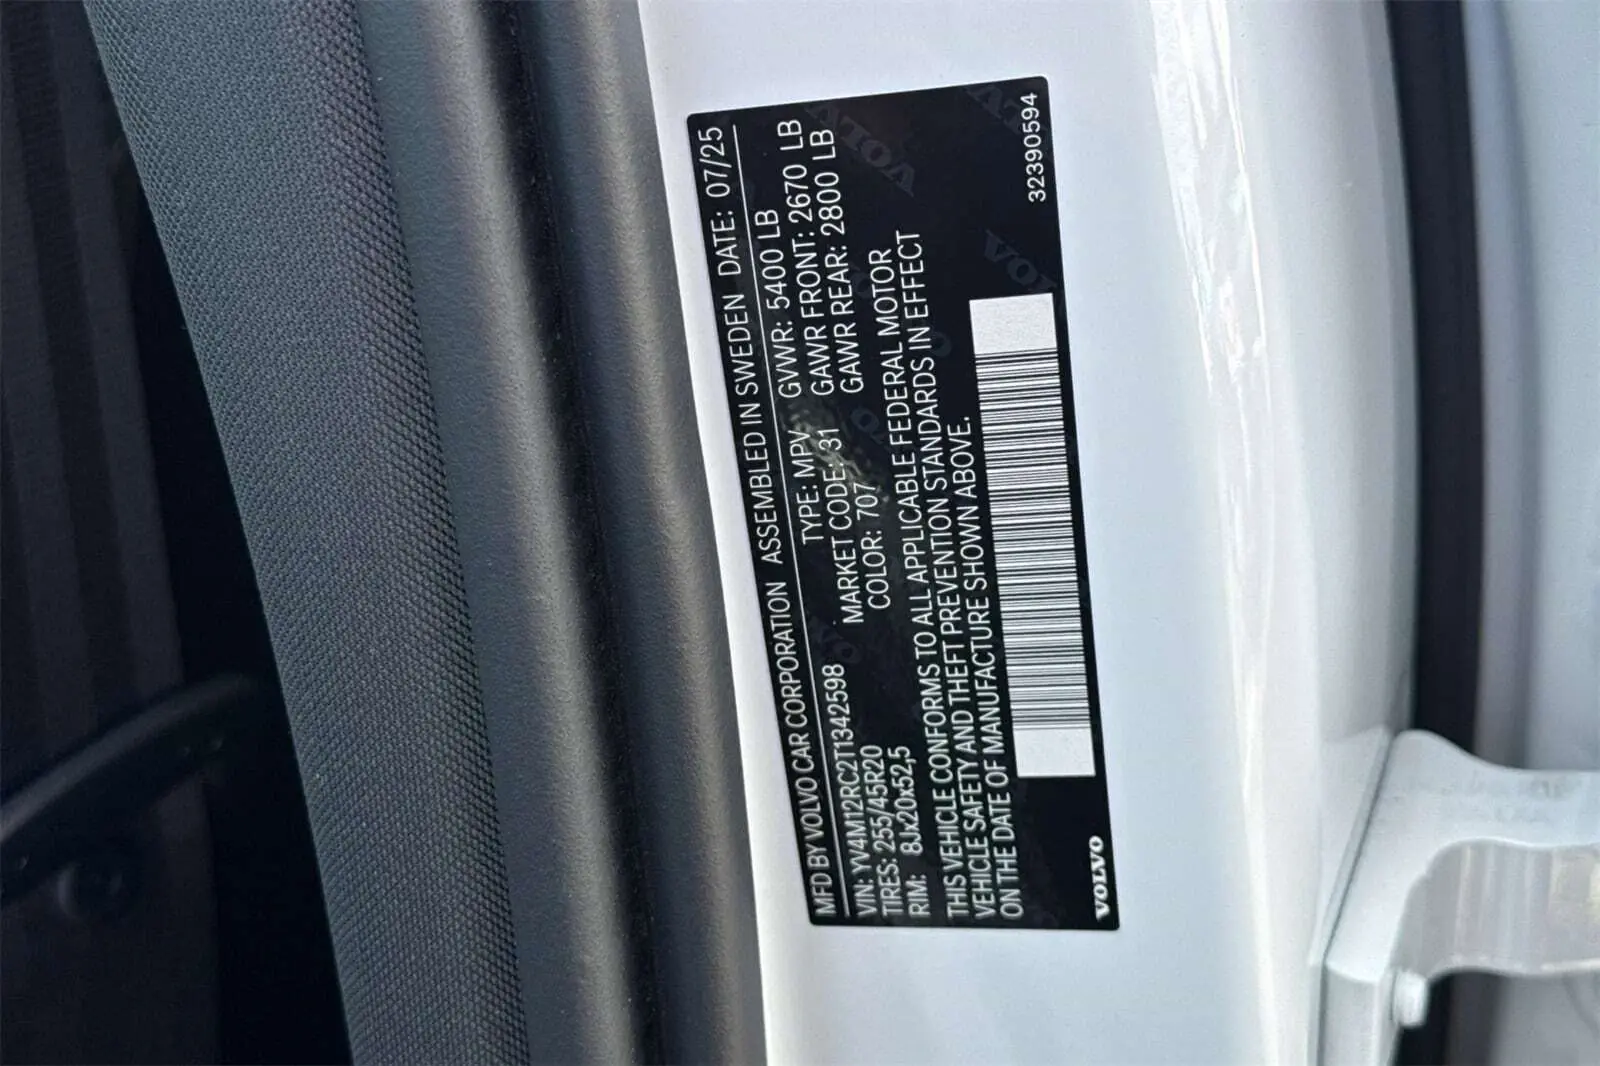 MFD BY VOLVO CAR CORPORATION ASSEMBLED IN SWEDEN DATE: 07/25
VIN: YV4M12RC2T1342598 TYPE: MPV GVWR: 5400 LB
TIRES: 255/45R20 MARKET CODE: 31 GAWR FRONT: 2670 LB
RIM: 8Jx20x52,5 COLOR: 707 GAWR REAR: 2800 LB
THIS VEHICLE CONFORMS TO ALL APPLICABLE FEDERAL MOTOR
VEHICLE SAFETY AND THEFT PREVENTION STANDARDS IN EFFECT
ON THE DATE OF MANUFACTURE SHOWN ABOVE.
VOLVO
32390594